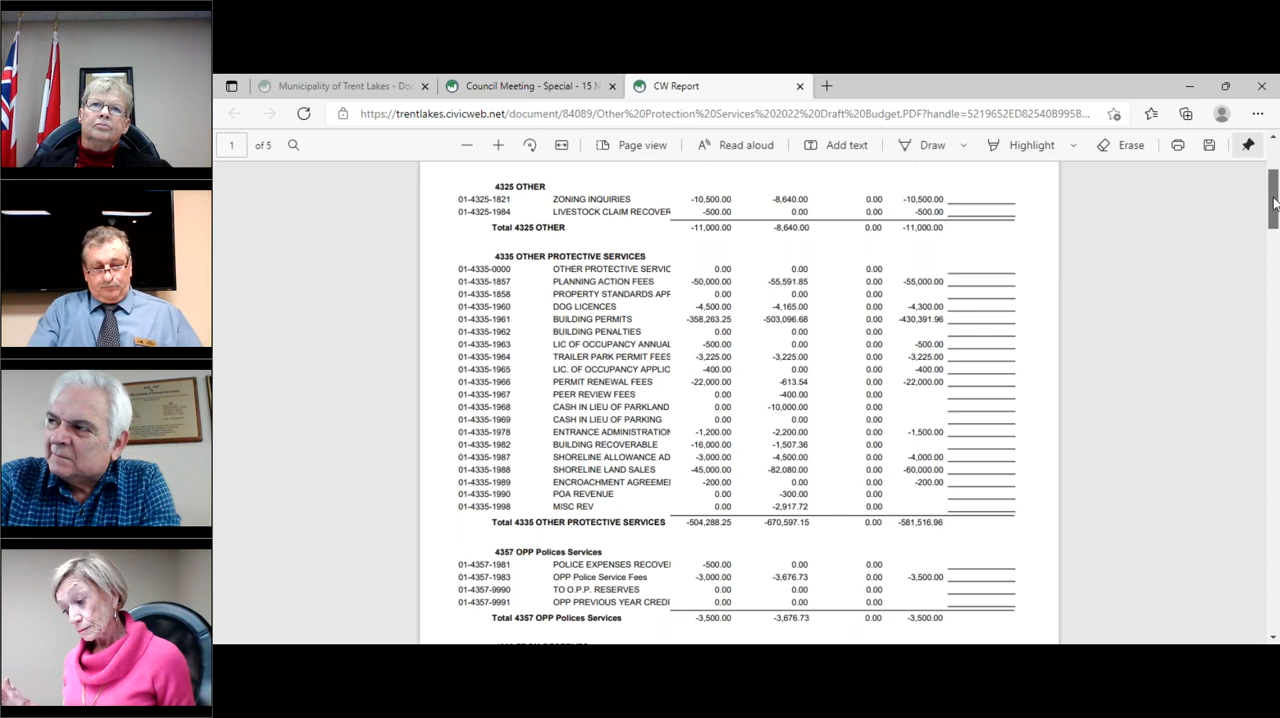 Municipality of Trent Lakes - Doc
Council Meeting - Special - 15 N
CW Report
https://trentlakes.civicweb.net/document/84089/Other%20Protection%20Services%202022%20Draft%20Budget.PDF?handle=5219652ED82540B995B...
1 of 5 Page view Read aloud Add text Draw Highlight Erase
4325 OTHER
01-4325-1821 ZONING INQUIRIES -10,500.00 -8,640.00 0.00 -10,500.00
01-4325-1984 LIVESTOCK CLAIM RECOVER -500.00 0.00 0.00 -500.00
Total 4325 OTHER -11,000.00 -8,640.00 0.00 -11,000.00
4335 OTHER PROTECTIVE SERVICES
01-4335-0000 OTHER PROTECTIVE SERVIC 0.00 0.00 0.00
01-4335-1857 PLANNING ACTION FEES -50,000.00 -55,591.85 0.00 -55,000.00
01-4335-1858 PROPERTY STANDARDS APP 0.00 0.00 0.00
01-4335-1960 DOG LICENCES -4,500.00 -4,165.00 0.00 -4,300.00
01-4335-1961 BUILDING PERMITS -358,263.25 -503,096.68 0.00 -430,391.96
01-4335-1962 BUILDING PENALTIES 0.00 0.00 0.00
01-4335-1963 LIC OF OCCUPANCY ANNUAL -500.00 0.00 0.00 -500.00
01-4335-1964 TRAILER PARK PERMIT FEES -3,225.00 -3,225.00 0.00 -3,225.00
01-4335-1965 LIC. OF OCCUPANCY APPLIC -400.00 0.00 0.00 -400.00
01-4335-1966 PERMIT RENEWAL FEES -22,000.00 -613.54 0.00 -22,000.00
01-4335-1967 PEER REVIEW FEES 0.00 -400.00 0.00
01-4335-1968 CASH IN LIEU OF PARKLAND 0.00 -10,000.00 0.00
01-4335-1969 CASH IN LIEU OF PARKING 0.00 0.00 0.00
01-4335-1978 ENTRANCE ADMINISTRATION -1,200.00 -2,200.00 0.00 -1,500.00
01-4335-1982 BUILDING RECOVERABLE -16,000.00 -1,507.36 0.00
01-4335-1987 SHORELINE ALLOWANCE AD -3,000.00 -4,500.00 0.00 -4,000.00
01-4335-1988 SHORELINE LAND SALES -45,000.00 -82,080.00 0.00 -60,000.00
01-4335-1989 ENCROACHMENT AGREEME -200.00 0.00 0.00 -200.00
01-4335-1990 POA REVENUE 0.00 -300.00 0.00
01-4335-1998 MISC REV 0.00 -2,917.72 0.00
Total 4335 OTHER PROTECTIVE SERVICES -504,288.25 -670,597.15 0.00 -581,516.96
4357 OPP Polices Services
01-4357-1981 POLICE EXPENSES RECOVE -500.00 0.00 0.00
01-4357-1983 OPP Police Service Fees -3,000.00 -3,676.73 0.00 -3,500.00
01-4357-9990 TO O.P.P. RESERVES 0.00 0.00 0.00
01-4357-9991 OPP PREVIOUS YEAR CREDI 0.00 0.00 0.00
Total 4357 OPP Polices Services -3,500.00 -3,676.73 0.00 -3,500.00